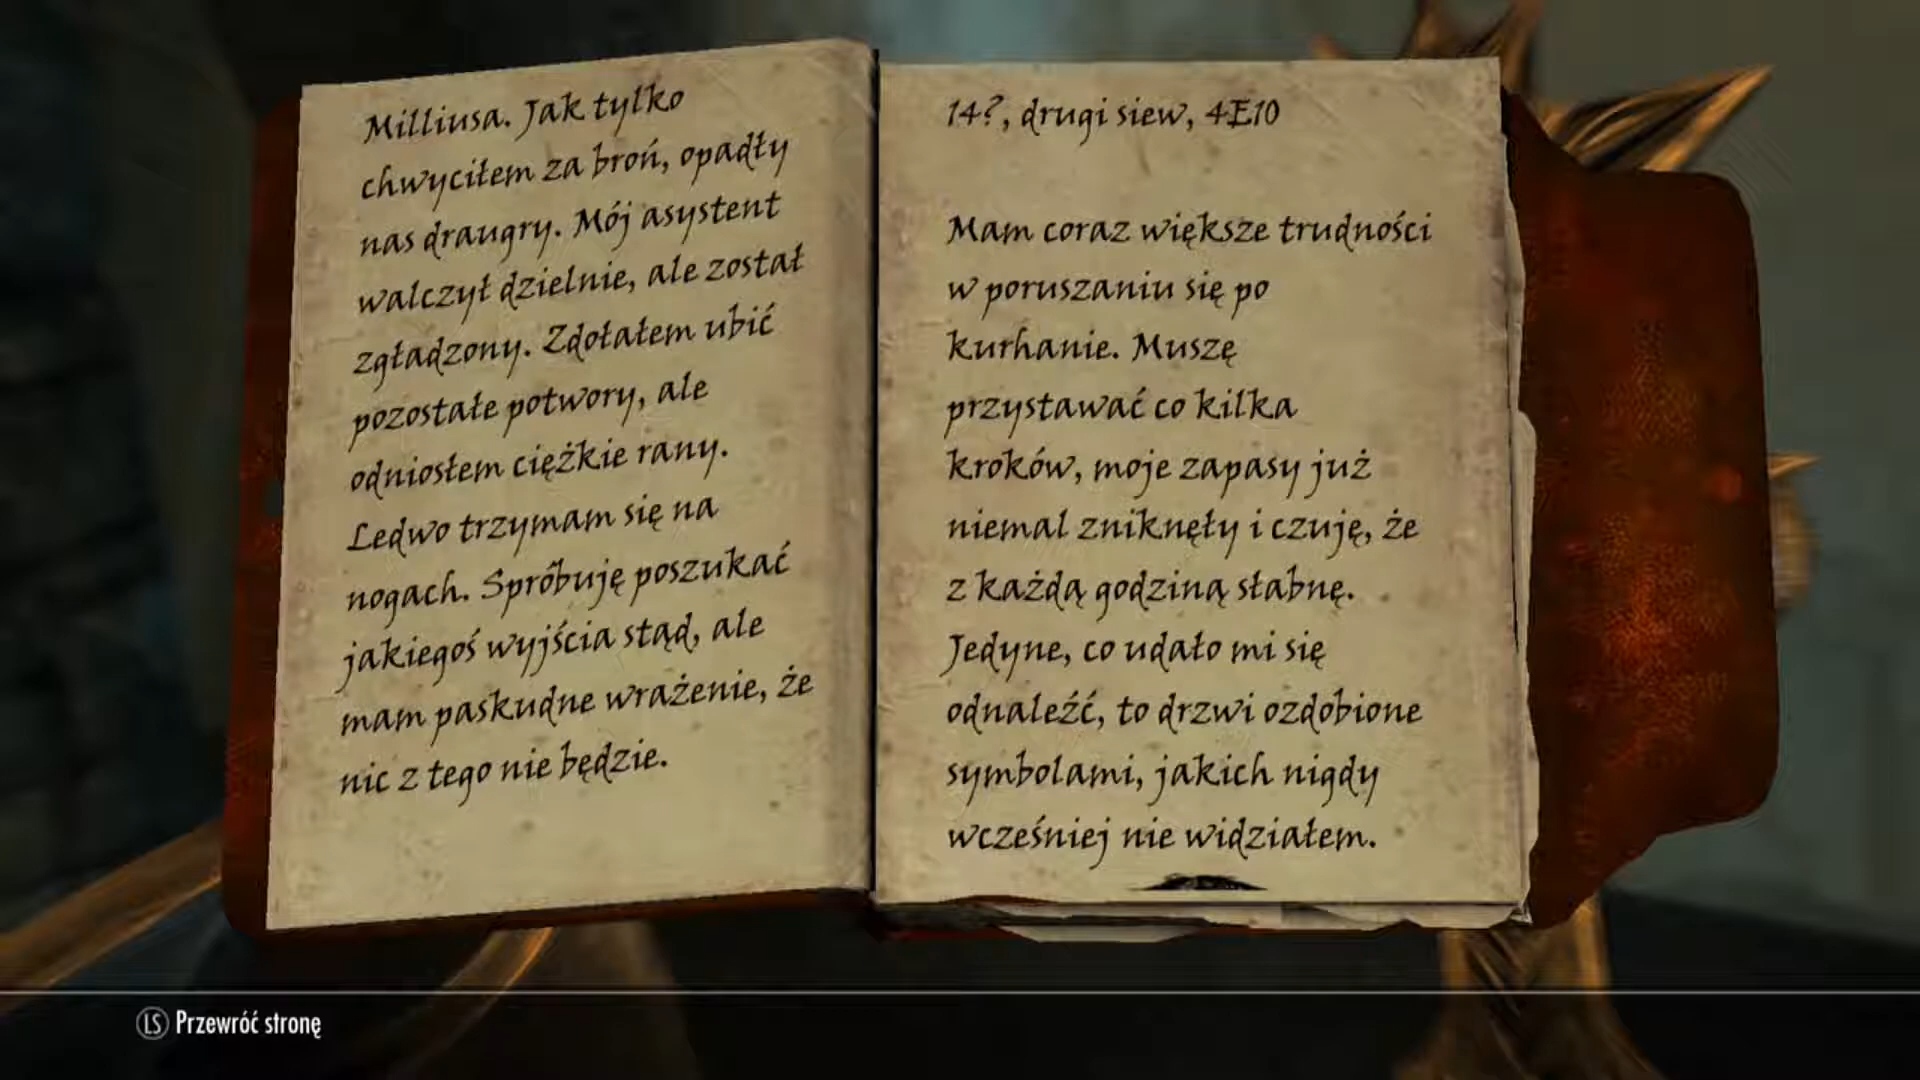 Milliusa. Jak tylko
chwyciłem za broń, opadły
nas draugry. Mój asystent
walczył dzielnie, ale został
zgładzony. Zdołałem ubić
pozostałe potwory, ale
odniosłem ciężkie rany.
Ledwo trzymam się na
nogach. Spróbuję poszukać
jakiegoś wyjścia stąd, ale
mam paskudne wrażenie, że
nic z tego nie będzie.
14?, drugi siew, 4E10
Mam coraz większe trudności
w poruszaniu się po
kurhanie. Muszę
przystawać co kilka
kroków, moje zapasy już
niemal zniknęły i czuję, że
z każdą godziną słabnę.
Jedyne, co udało mi się
odnaleźć, to drzwi ozdobione
symbolami, jakich nigdy
wcześniej nie widziałem.
LS Przewróć stronę